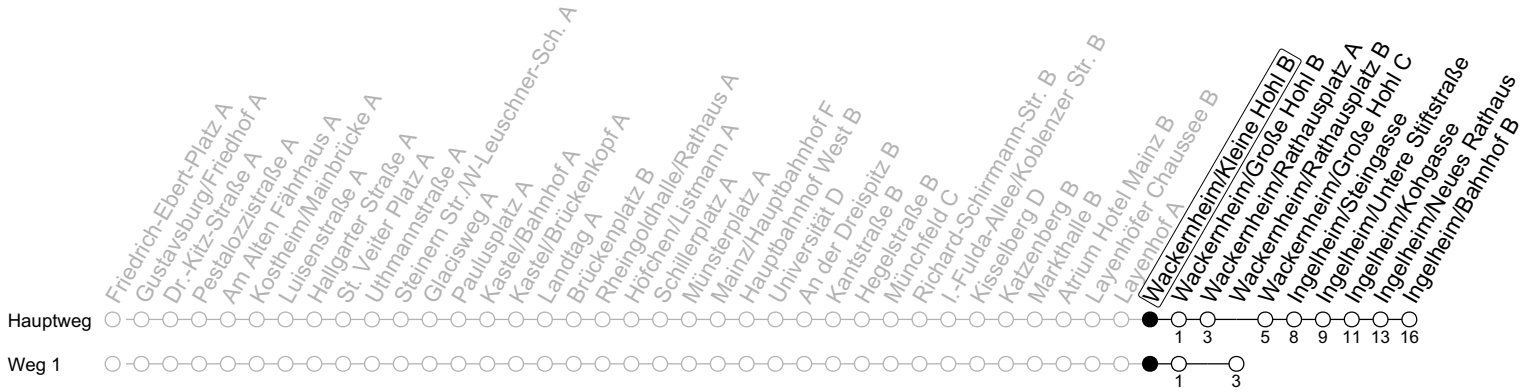 Friedrich-Ebert-Platz A
Gustavsburg/Friedhof A
Dr.-Kitz-Straße A
Pestalozzistraße A
Am Alten Fährhaus A
Kostheim/Mainbrücke A
Luisenstraße A
Hallgarter Straße A
St. Veiter Platz A
Uthmannstraße A
Steinern Str./W-Leuschner-Sch. A
Glacisweg A
Paulusplatz A
Kastel/Bahnhof A
Kastel/Brückenkopf A
Landtag A
Brückenplatz B
Rheingoldhalle/Rathaus A
Höfchen/Listmann A
Schillerplatz A
Münsterplatz A
Mainz/Hauptbahnhof F
Hauptbahnhof West B
Universität D
An der Dreispitz B
Kantstraße B
Hegelstraße B
Münchfeld C
Richard-Schirrmann-Str. B
I.-Fulda-Allee/Koblenzer Str. B
Kisselberg D
Katzenberg B
Markthalle B
Atrium Hotel Mainz B
Layenhöfer Chaussee B
Layenhof A
Wackernheim/Kleine Hohl B
Wackernheim/Große Hohl B
Wackernheim/Rathausplatz A
Wackernheim/Rathausplatz B
Wackernheim/Große Hohl C
Ingelheim/Steingasse
Ingelheim/Untere Stiftstraße
Ingelheim/Rohgasse
Ingelheim/Neues Rathaus
Ingelheim/Bahnhof B
Hauptweg
1 3 5 8 9 11 13 16
Weg 1
1 3